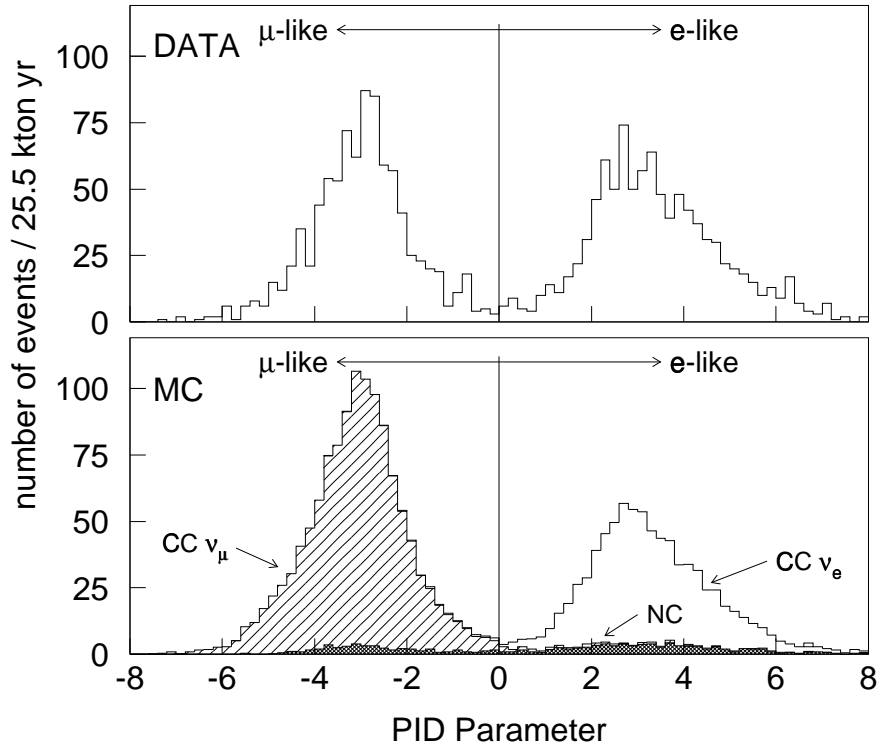 number of events / 25.5 kton yr
DATA
μ-like
e-like
100
75
50
25
0
MC
μ-like
e-like
100
75
50
25
0
CC νμ
CC νe
NC
-8 -6 -4 -2 0 2 4 6 8
PID Parameter